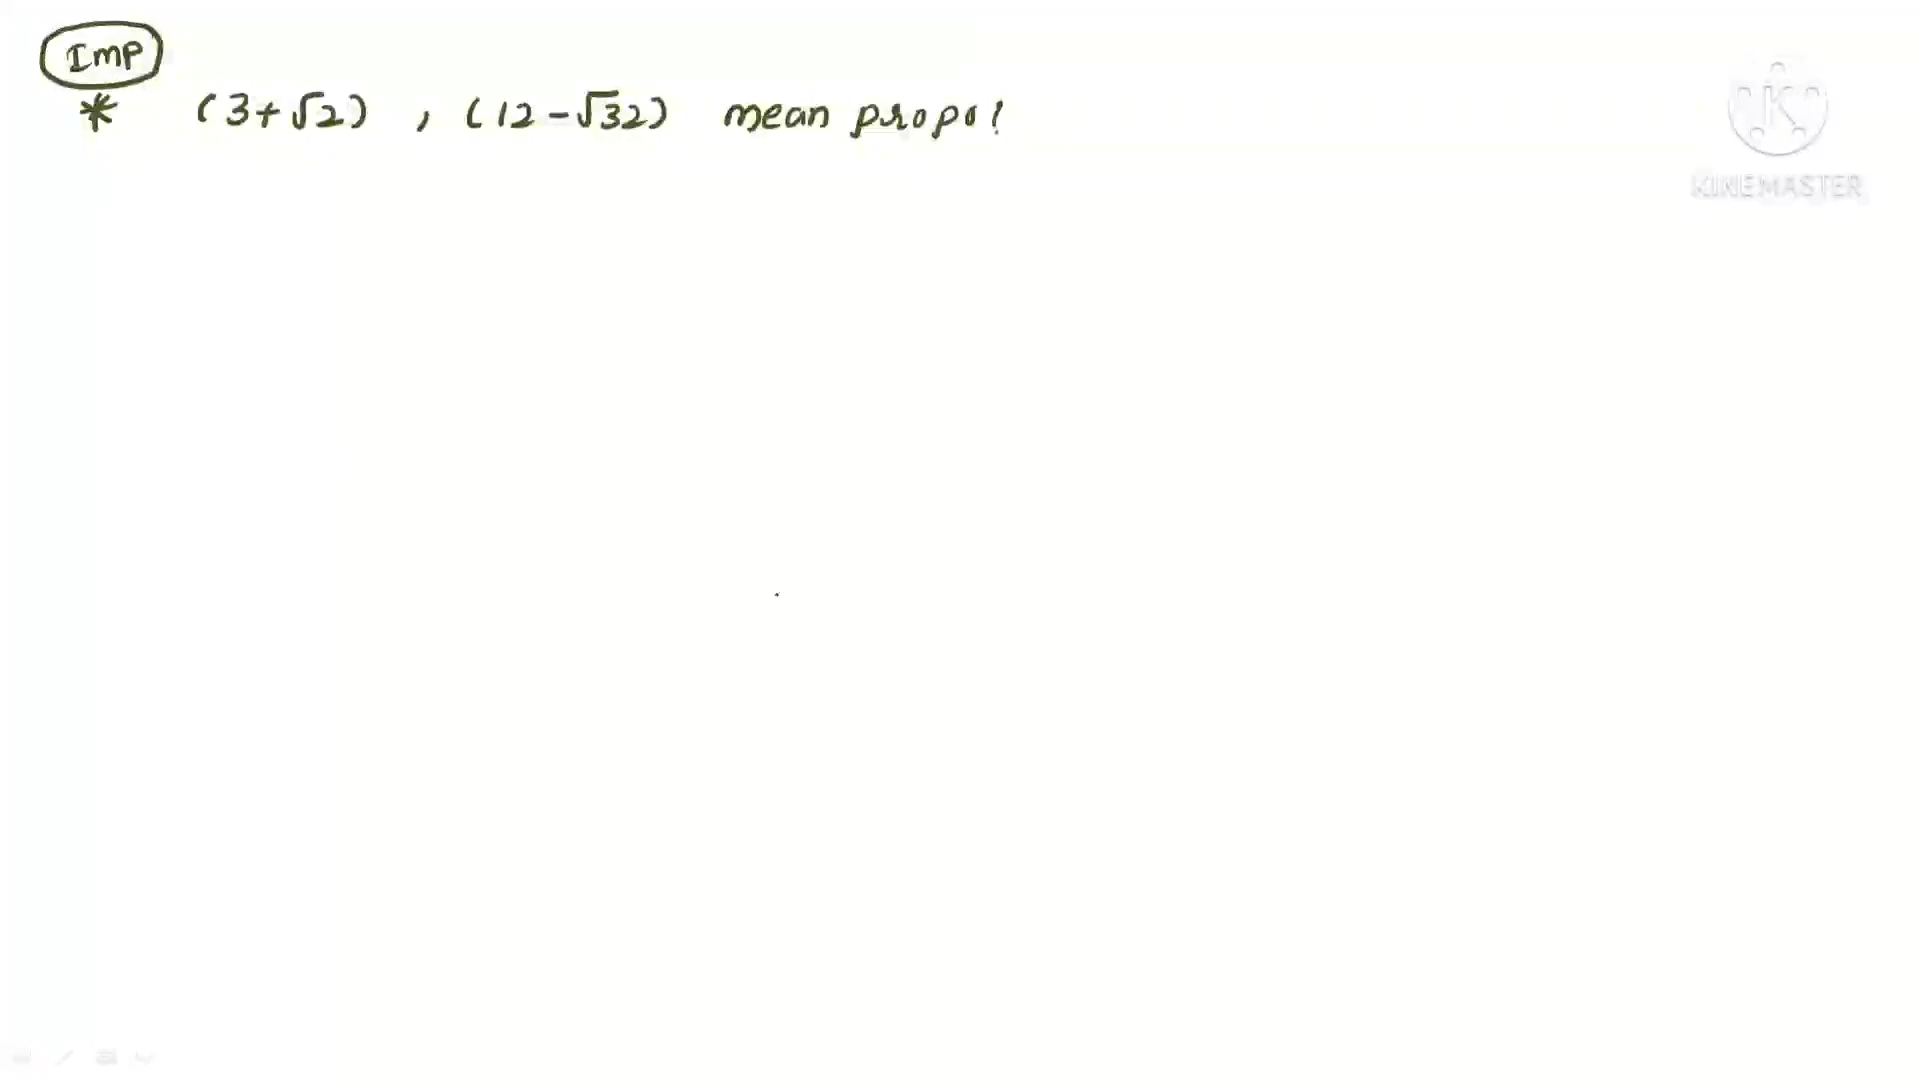 Imp
* (3+√2) , (12-√32) mean propo!
KINEMASTER